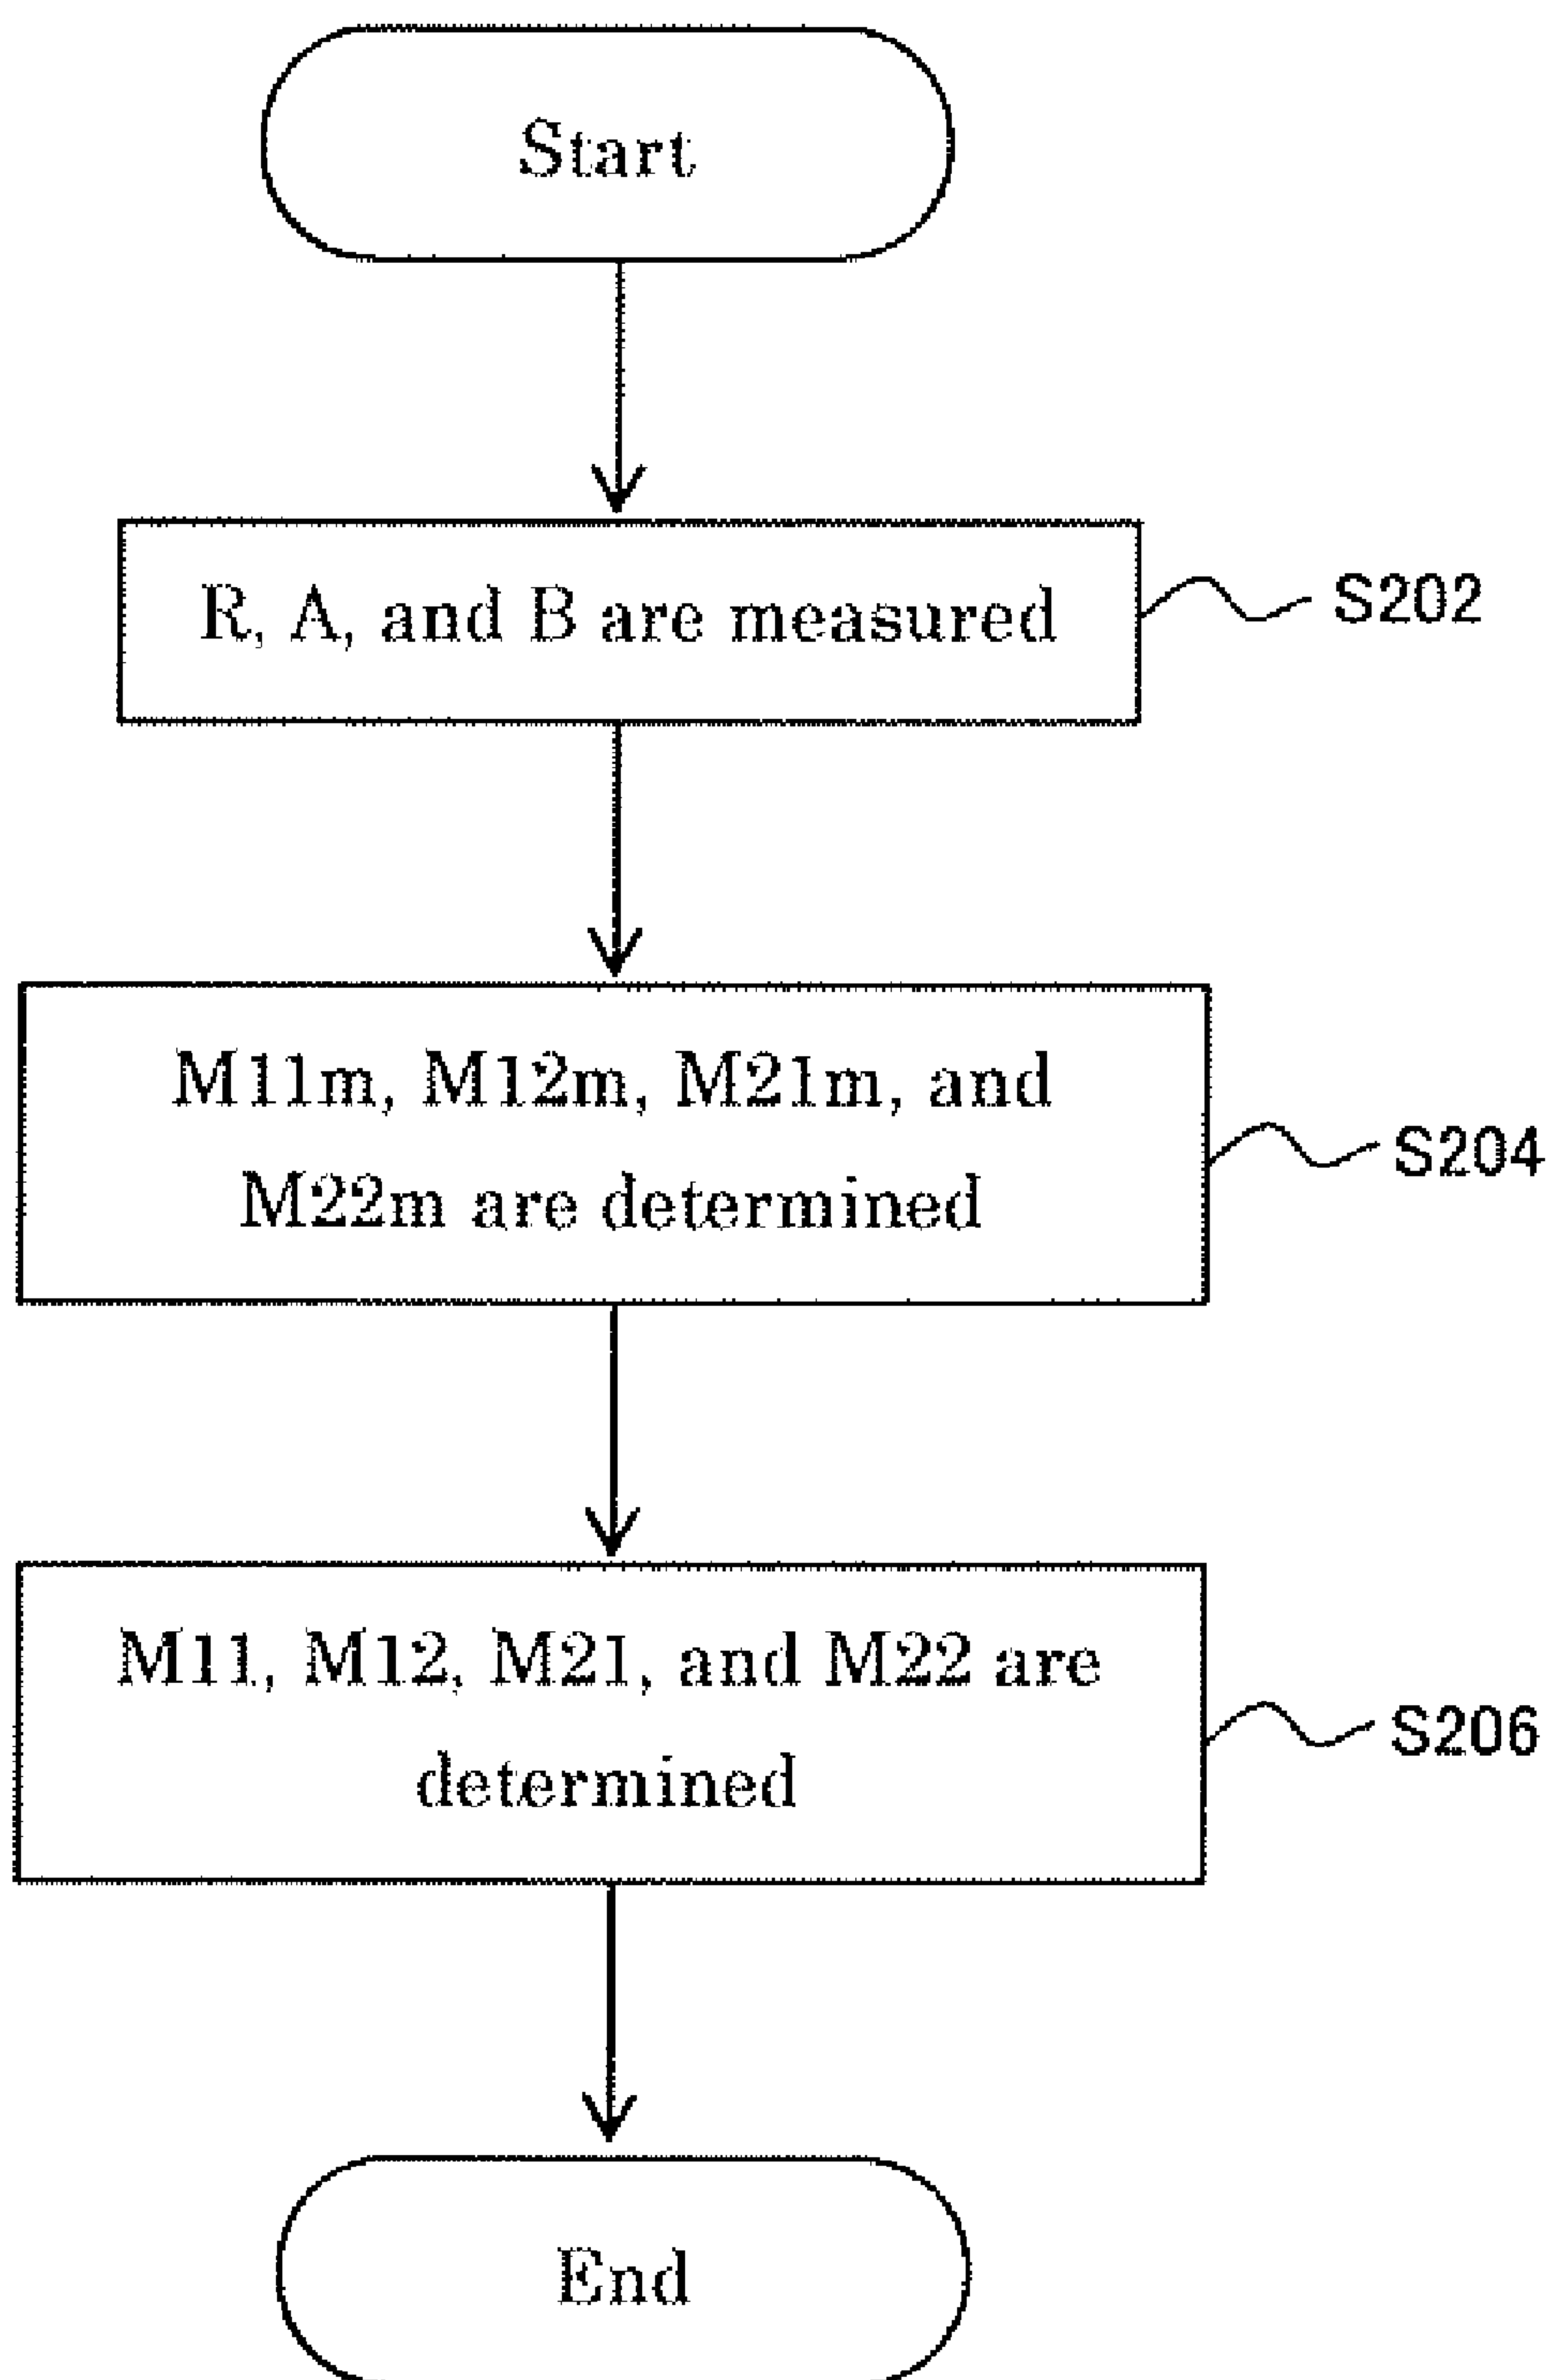 Start
R, A, and B are measured
S202
M11m, M12m, M21m, and
M22m are determined
S204
M11, M12, M21, and M22 are
determined
S206
End